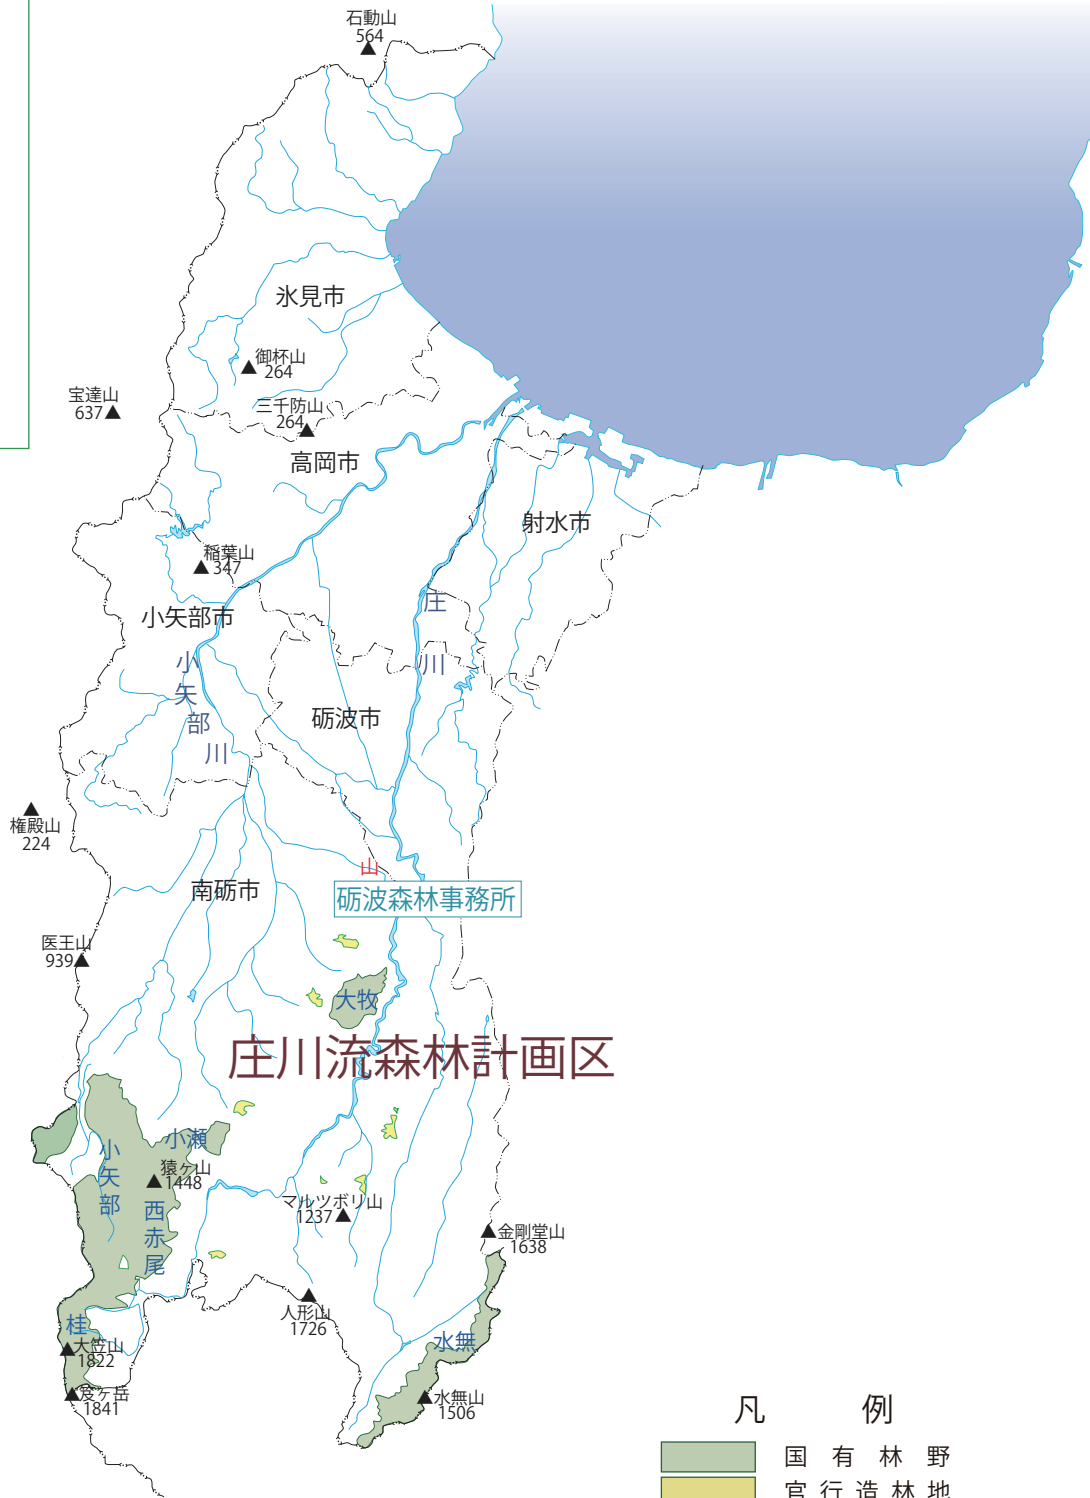 石動山
564
氷見市
御杯山
264
宝達山
637
三千防山
264
高岡市
射水市
稲葉山
347
庄川
小矢部市
小矢部川
砺波市
権殿山
224
山
南砺市
砺波森林事務所
医王山
939
大牧
庄川流森林計画区
小瀬
小矢部
猿ヶ山
1448
西赤尾
マルツボリ山
1237
金剛堂山
1638
人形山
1726
桂
大笠山
1822
水無
笈ヶ岳
1841
水無山
1506
凡例
国有林野
官行造林地